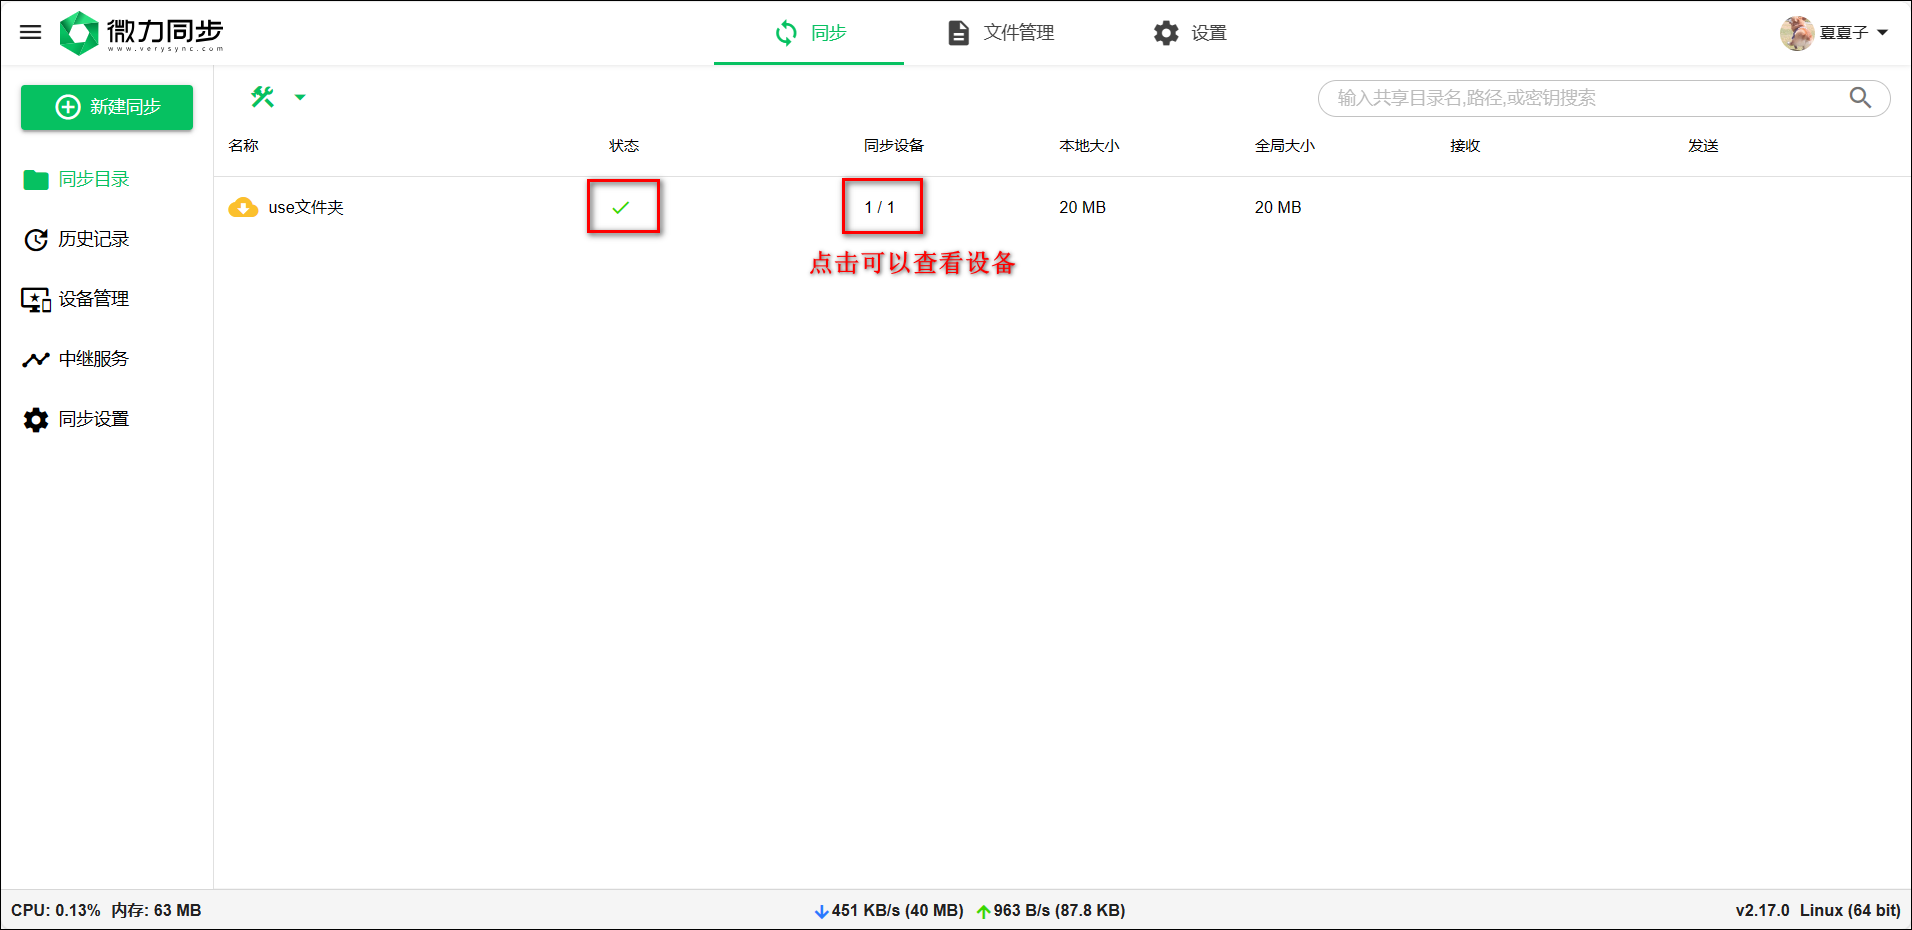 微力同步
www.verysync.com
同步
文件管理
设置
夏夏子
新建同步
输入共享目录名,路径,或密钥搜索
同步目录
历史记录
设备管理
中继服务
同步设置
名称 状态 同步设备 本地大小 全局大小 接收 发送
use文件夹 1 / 1 20 MB 20 MB
点击可以查看设备
CPU: 0.13% 内存: 63 MB 451 KB/s (40 MB) 963 B/s (87.8 KB) v2.17.0 Linux (64 bit)